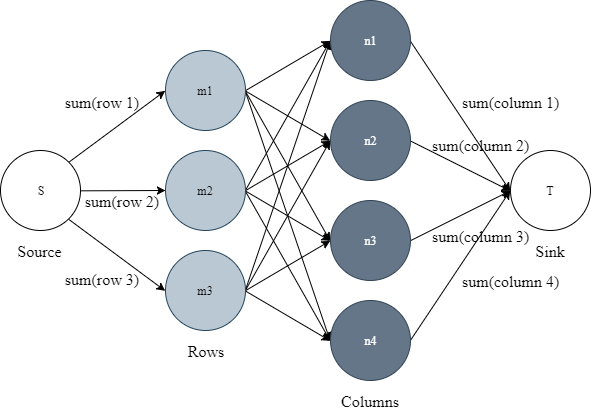 n1
sum(row 1)
m1
sum(column 1)
n2
sum(column 2)
S
sum(row 2)
m2
T
Source
n3
sum(column 3)
Sink
sum(row 3)
m3
sum(column 4)
n4
Rows
Columns